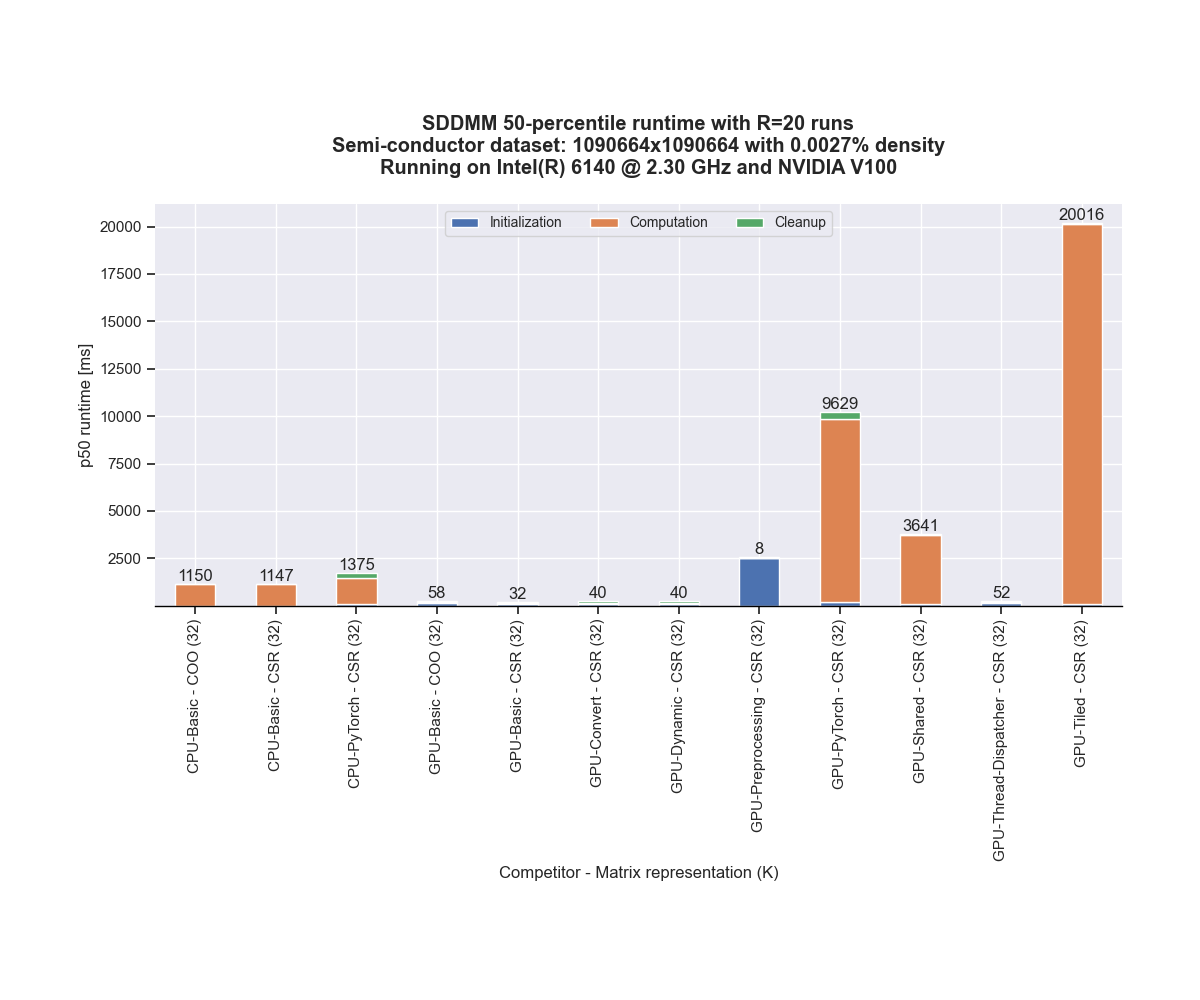 SDDMM 50-percentile runtime with R=20 runs
Semi-conductor dataset: 1090664x1090664 with 0.0027% density
Running on Intel(R) 6140 @ 2.30 GHz and NVIDIA V100
Initialization Computation Cleanup
p50 runtime [ms]
20000
17500
15000
12500
10000
7500
5000
2500
1150
1147
1375
58
32
40
40
8
9629
3641
52
20016
CPU-Basic - COO (32)
CPU-Basic - CSR (32)
CPU-PyTorch - CSR (32)
GPU-Basic - COO (32)
GPU-Basic - CSR (32)
GPU-Convert - CSR (32)
GPU-Dynamic - CSR (32)
GPU-Preprocessing - CSR (32)
GPU-PyTorch - CSR (32)
GPU-Shared - CSR (32)
GPU-Thread-Dispatcher - CSR (32)
GPU-Tiled - CSR (32)
Competitor - Matrix representation (K)